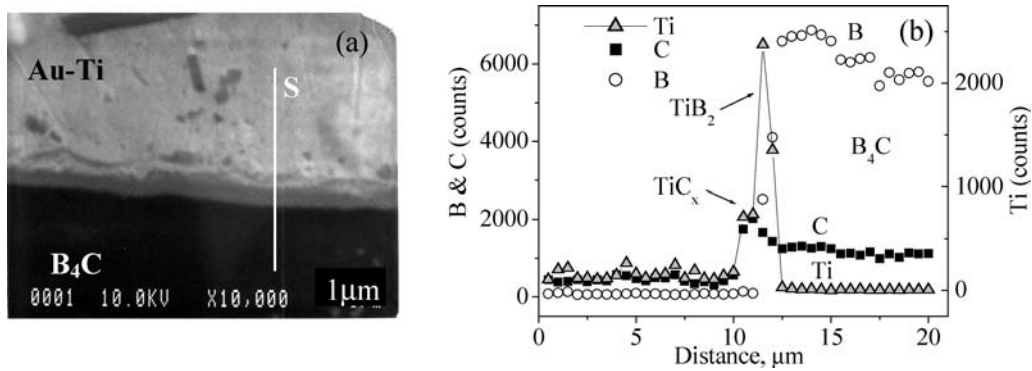 (a)
Au-Ti
S
B₄C
0001 10.0KV X10,000 1μm
(b)
Ti
C
B
B
TiB₂
B₄C
TiCₓ
C
Ti
6000
4000
2000
0
2000
1000
0
0 5 10 15 20
B & C (counts)
Ti (counts)
Distance, μm